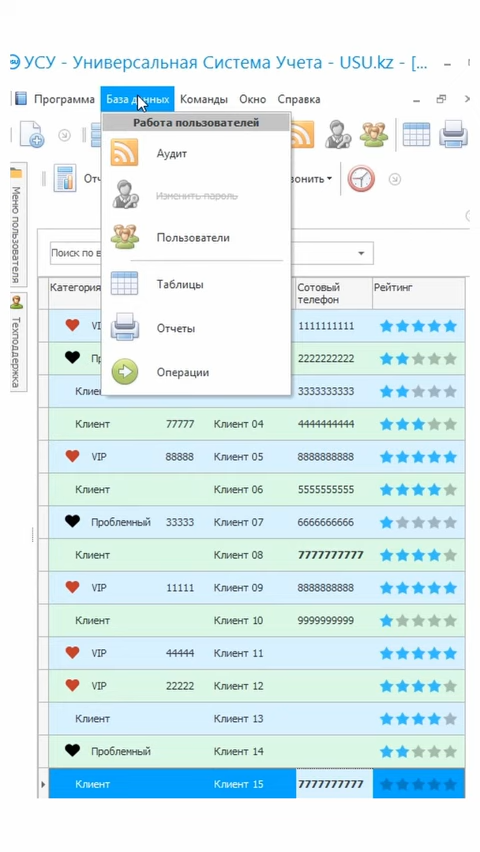 УСУ - Универсальная Система Учета - USU.kz - [...
Программа База данных Команды Окно Справка
Работа пользователей
Аудит
Изменить пароль
Пользователи
Таблицы
Отчеты
Операции
Меню пользователя
Техподдержка
Поиск по в
Категория Сотовый телефон Рейтинг
VI 1111111111
Пр 2222222222
Клие 3333333333
Клиент 77777 Клиент 04 4444444444
VIP 88888 Клиент 05 8888888888
Клиент Клиент 06 5555555555
Проблемный 33333 Клиент 07 6666666666
Клиент Клиент 08 7777777777
VIP 11111 Клиент 09 8888888888
Клиент Клиент 10 9999999999
VIP 44444 Клиент 11
VIP 22222 Клиент 12
Клиент Клиент 13
Проблемный Клиент 14
Клиент Клиент 15 7777777777